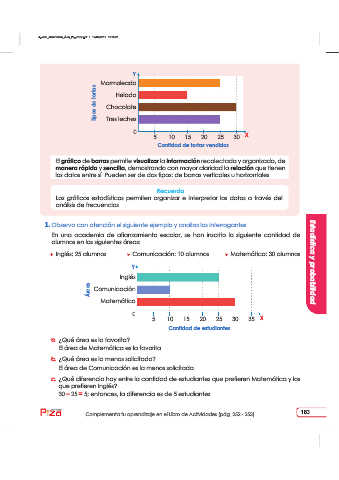 Y
Mermelada
Helado
Chocolate
Tres leches
Tipos de tortas
0
5 10 15 20 25 30 X
Cantidad de tortas vendidas
El gráfico de barras permite visualizar la información recolectada y organizada, de
manera rápida y sencilla, demostrando con mayor claridad la relación que tienen
los datos entre sí. Pueden ser de dos tipos: de barras verticales u horizontales.
Recuerda
Los gráficos estadísticos permiten organizar e interpretar los datos a través del
análisis de frecuencias.
1. Observa con atención el siguiente ejemplo y analiza las interrogantes.
En una academia de afianzamiento escolar, se han inscrito la siguiente cantidad de
alumnos en las siguientes áreas:
Inglés: 25 alumnos Comunicación: 10 alumnos Matemática: 30 alumnos
Y
Inglés
Comunicación
Matemática
Áreas
0
5 10 15 20 25 30 35 X
Cantidad de estudiantes
a. ¿Qué área es la favorita?
El área de Matemática es la favorita
b. ¿Qué área es la menos solicitada?
El área de Comunicación es la menos solicitada
c. ¿Qué diferencia hay entre la cantidad de estudiantes que prefieren Matemática y los
que prefieren Inglés?
30 – 25 = 5; entonces, la diferencia es de 5 estudiantes
Estadística y probabilidad
Complementa tu aprendizaje en el Libro de Actividades (pág. 252 - 253)
183